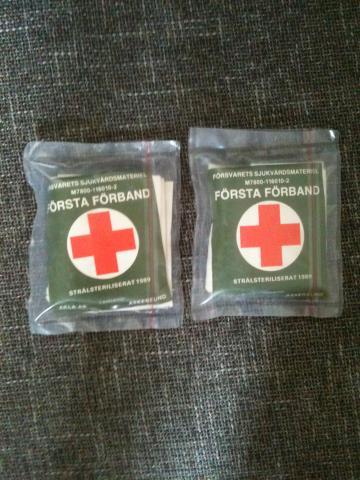 FÖRSVARETS SJUKVÅRDSMATERIEL
M7800-116010-2
FÖRSTA FÖRBAND
STRÅLSTERILISERAT 1989
FÖRSVARETS SJUKVÅRDSMATERIEL
M7800-116010-2
FÖRSTA FÖRBAND
STRÅLSTERILISERAT 1989